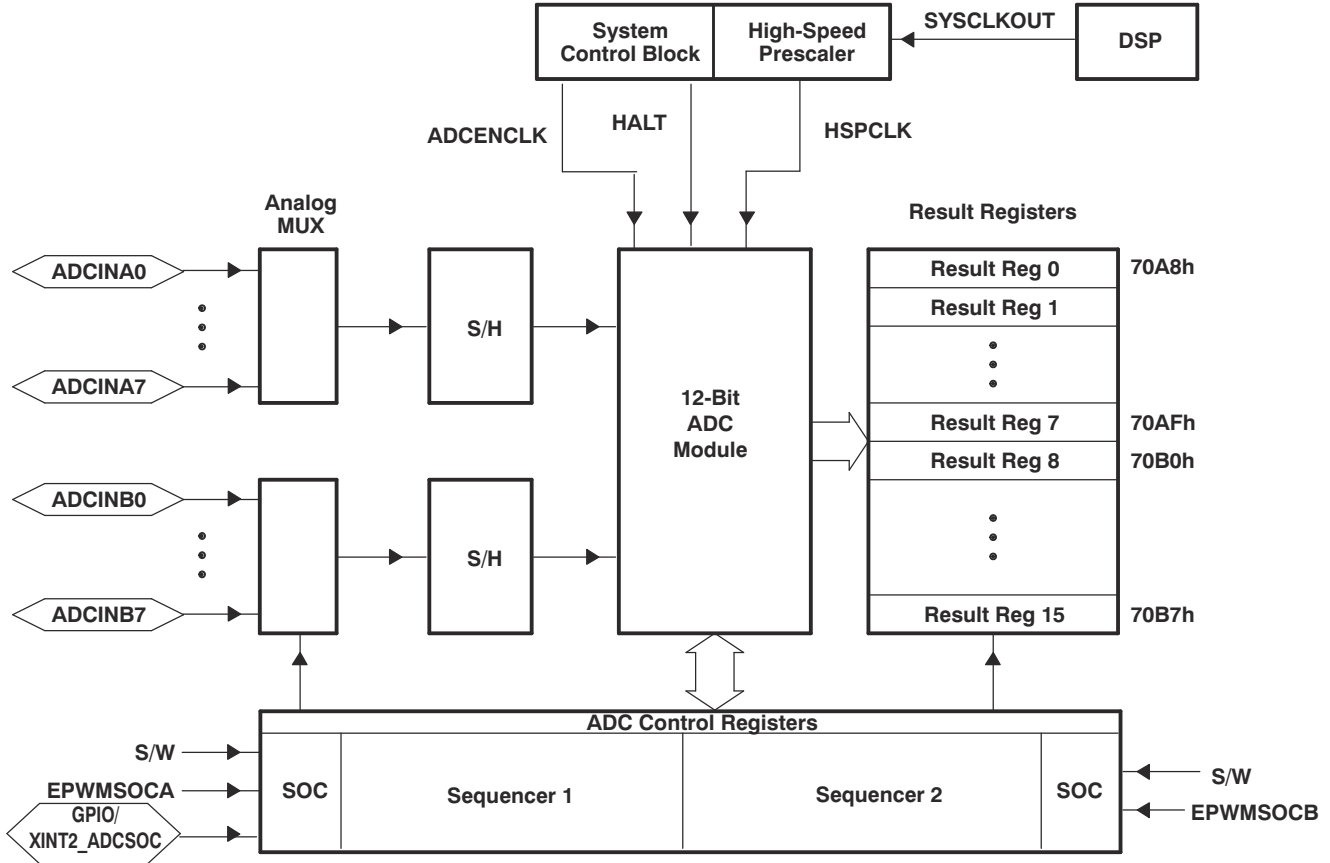 System
Control Block
High-Speed
Prescaler
SYSCLKOUT
DSP
ADCENCLK
HALT
HSPCLK
Analog
MUX
Result Registers
ADCINA0
ADCINA7
S/H
12-Bit
ADC
Module
Result Reg 0
70A8h
Result Reg 1
Result Reg 7
70AFh
Result Reg 8
70B0h
Result Reg 15
70B7h
ADCINB0
ADCINB7
S/H
ADC Control Registers
S/W
EPWMSOCA
GPIO/
XINT2_ADCSOC
SOC
Sequencer 1
Sequencer 2
SOC
S/W
EPWMSOCB